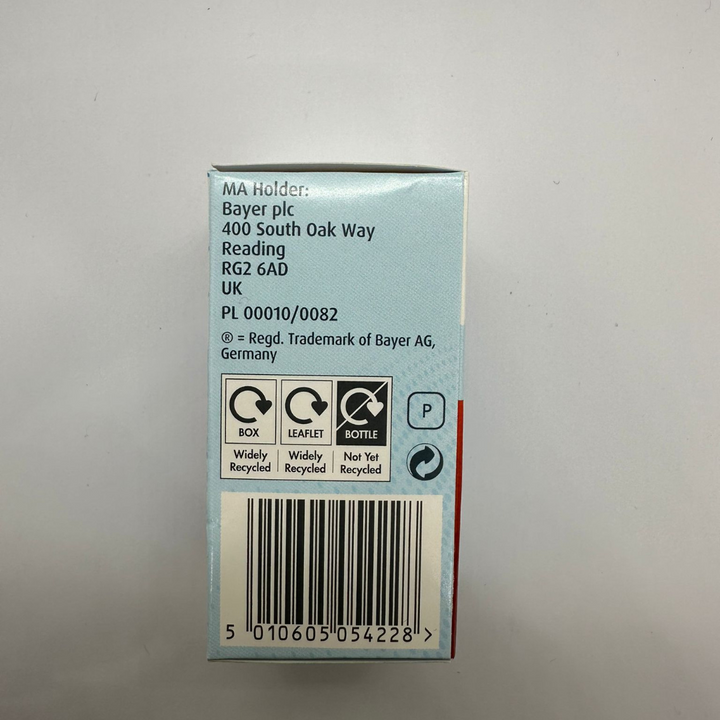 MA Holder:
Bayer plc
400 South Oak Way
Reading
RG2 6AD
UK
PL 00010/0082
® = Regd. Trademark of Bayer AG,
Germany
BOX
LEAFLET
BOTTLE
P
Widely Recycled
Widely Recycled
Not Yet Recycled
5 010605 054228 >